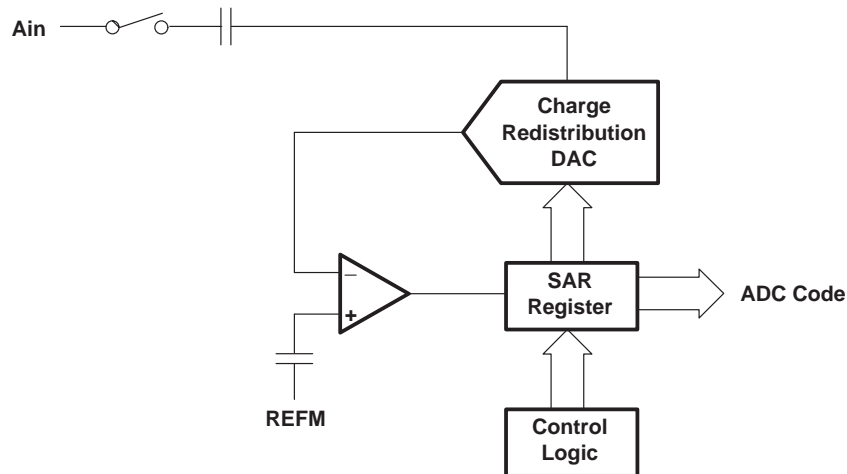 Ain
Charge
Redistribution
DAC
−
+
SAR
Register
ADC Code
REFM
Control
Logic